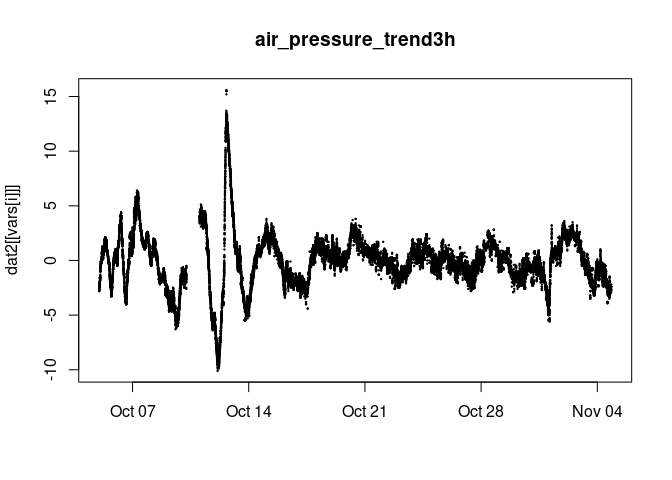 air_pressure_trend3h
dat2[[vars[i]]]
15
10
5
0
-5
-10
Oct 07
Oct 14
Oct 21
Oct 28
Nov 04